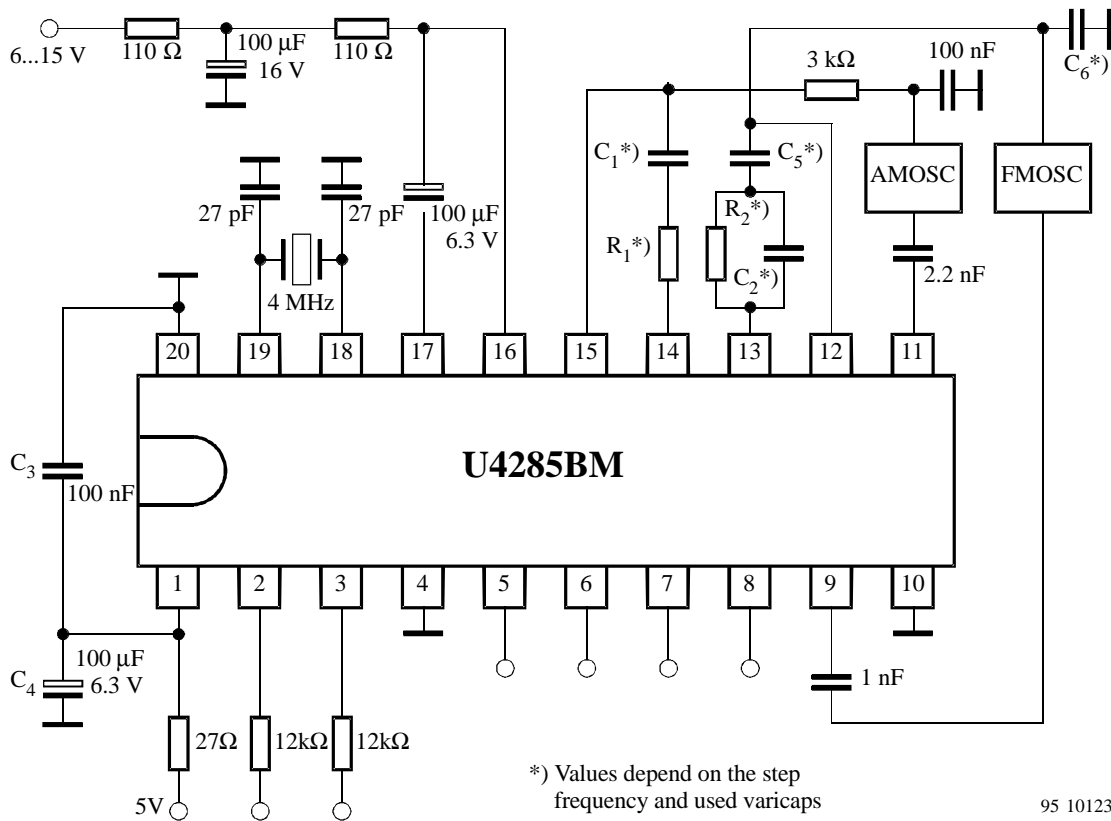 6...15 V
110 Ω
100 µF
16 V
110 Ω
3 kΩ
100 nF
C6*)
C1*)
C5*)
AMOSC
FMOSC
27 pF
27 pF
100 µF
6.3 V
R2*)
R1*)
C2*)
2.2 nF
4 MHz
20
19
18
17
16
15
14
13
12
11
U4285BM
C3
100 nF
1
2
3
4
5
6
7
8
9
10
100 µF
6.3 V
C4
1 nF
27Ω
12kΩ
12kΩ
5V
*) Values depend on the step
frequency and used varicaps
95 10123